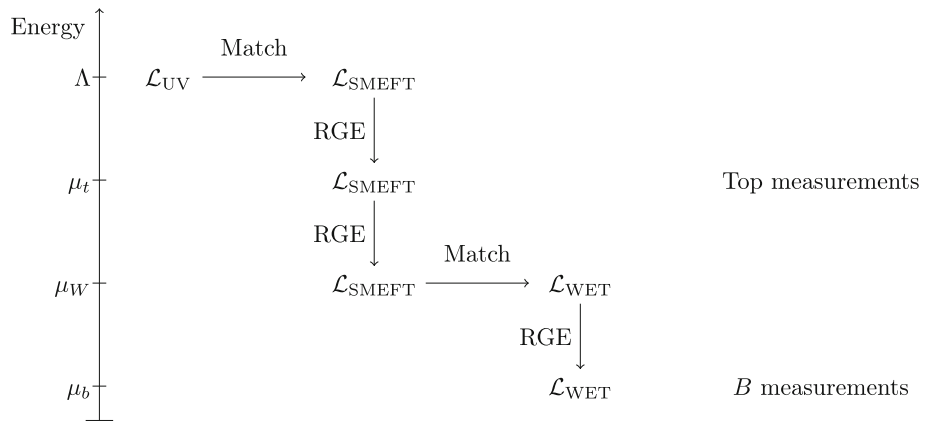 Energy
Match
Λ
ℒ_UV
ℒ_SMEFT
RGE
μ_t
ℒ_SMEFT
Top measurements
RGE
Match
μ_W
ℒ_SMEFT
ℒ_WET
RGE
μ_b
ℒ_WET
B measurements